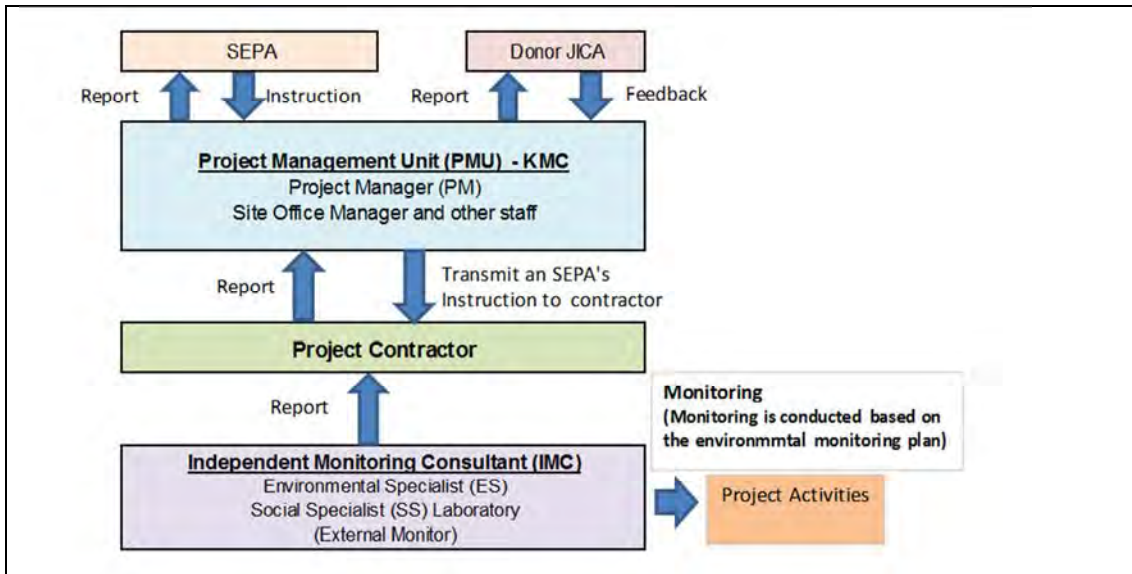 SEPA
Donor JICA
Report
Instruction
Report
Feedback
Project Management Unit (PMU) - KMC
Project Manager (PM)
Site Office Manager and other staff
Report
Transmit an SEPA's
Instruction to contractor
Project Contractor
Report
Monitoring
(Monitoring is conducted based on
the environmmtal monitoring plan)
Independent Monitoring Consultant (IMC)
Environmental Specialist (ES)
Social Specialist (SS) Laboratory
(External Monitor)
Project Activities